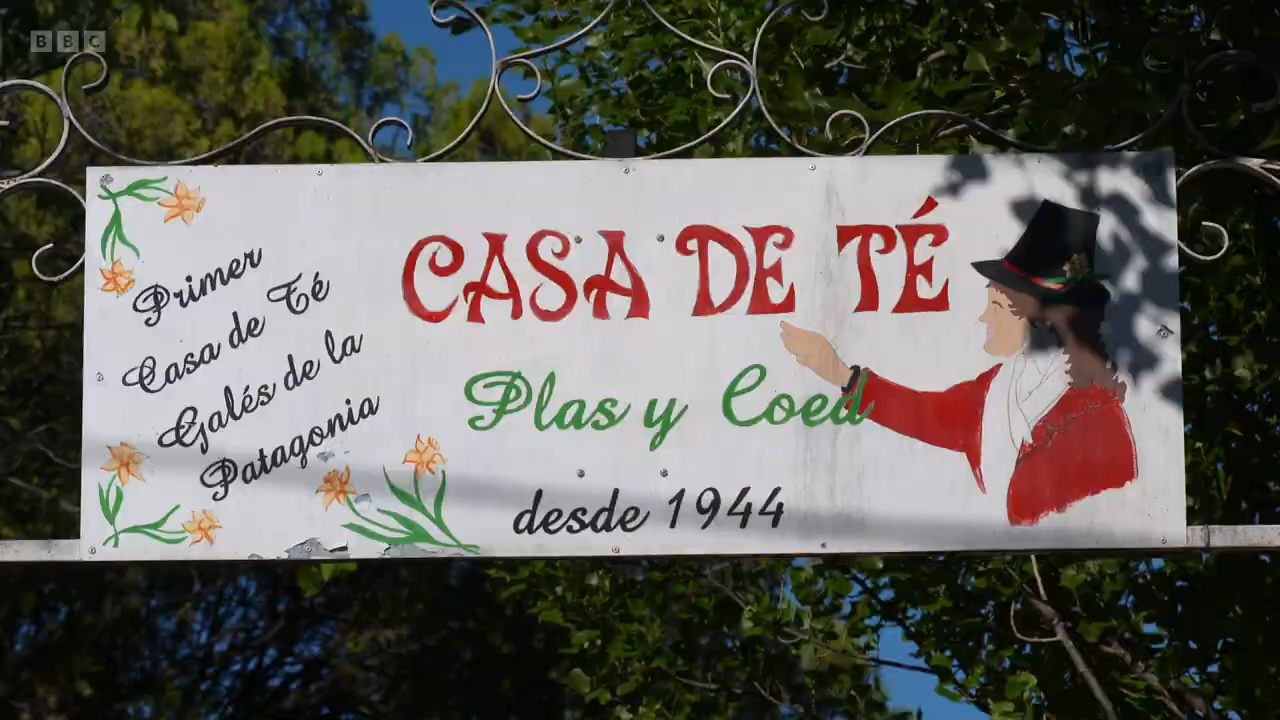 BBC
Primer
Casa de Té
Galés de la
Patagonia
CASA DE TÉ
Plas y Coed
desde 1944